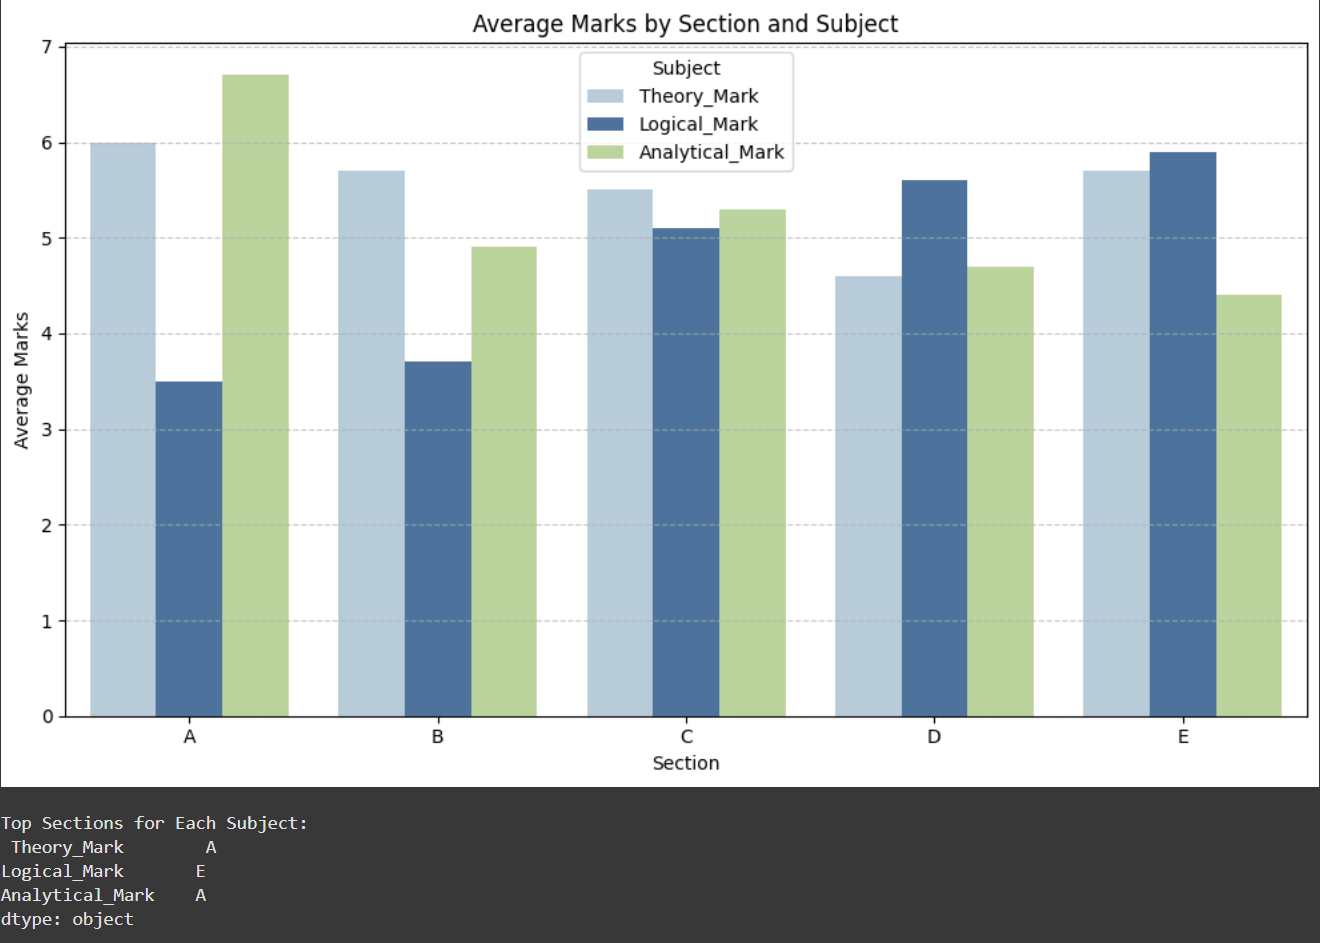 Average Marks by Section and Subject
7
6
5
4
3
2
1
0
Average Marks
Subject
Theory_Mark
Logical_Mark
Analytical_Mark
A B C D E
Section
Top Sections for Each Subject:
Theory_Mark A
Logical_Mark E
Analytical_Mark A
dtype: object